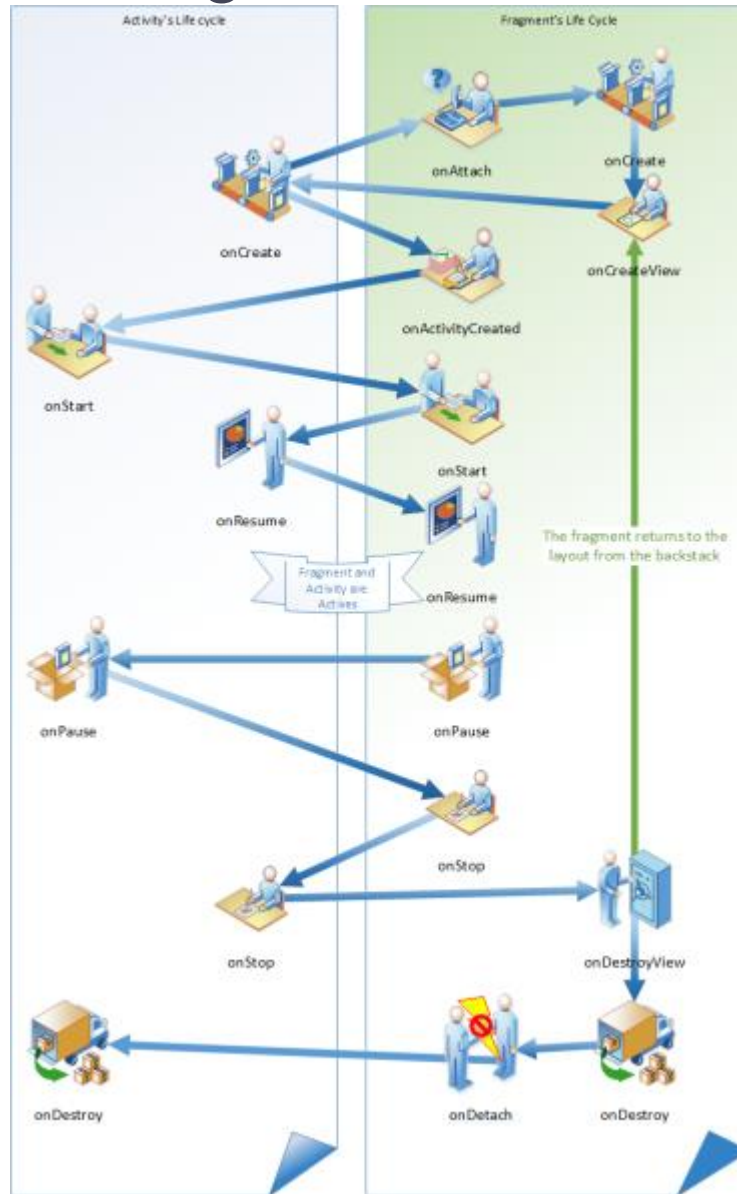 Activity's Life cycle
Fragment's Life Cycle
onAttach
onCreate
onCreate
onCreateView
onActivityCreated
onStart
onStart
onResume
The fragment returns to the
layout from the backstack
Fragment and
Activity are
Actives
onResume
onPause
onPause
onStop
onStop
onDestroyView
onDestroy
onDetach
onDestroy